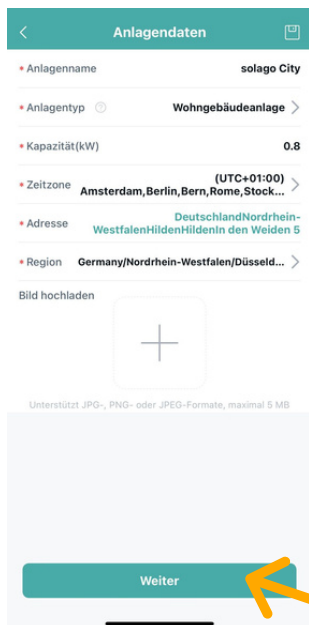 Anlagendaten
* Anlagenname solago City
* Anlagentyp ? Wohngebäudeanlage >
* Kapazität(kW) 0.8
* Zeitzone (UTC+01:00)
Amsterdam,Berlin,Bern,Rome,Stock... >
* Adresse DeutschlandNordrhein-
WestfalenHildenHildenIn den Weiden 5
* Region Germany/Nordrhein-Westfalen/Düsseld... >
Bild hochladen
Unterstützt JPG-, PNG- oder JPEG-Formate, maximal 5 MB
Weiter